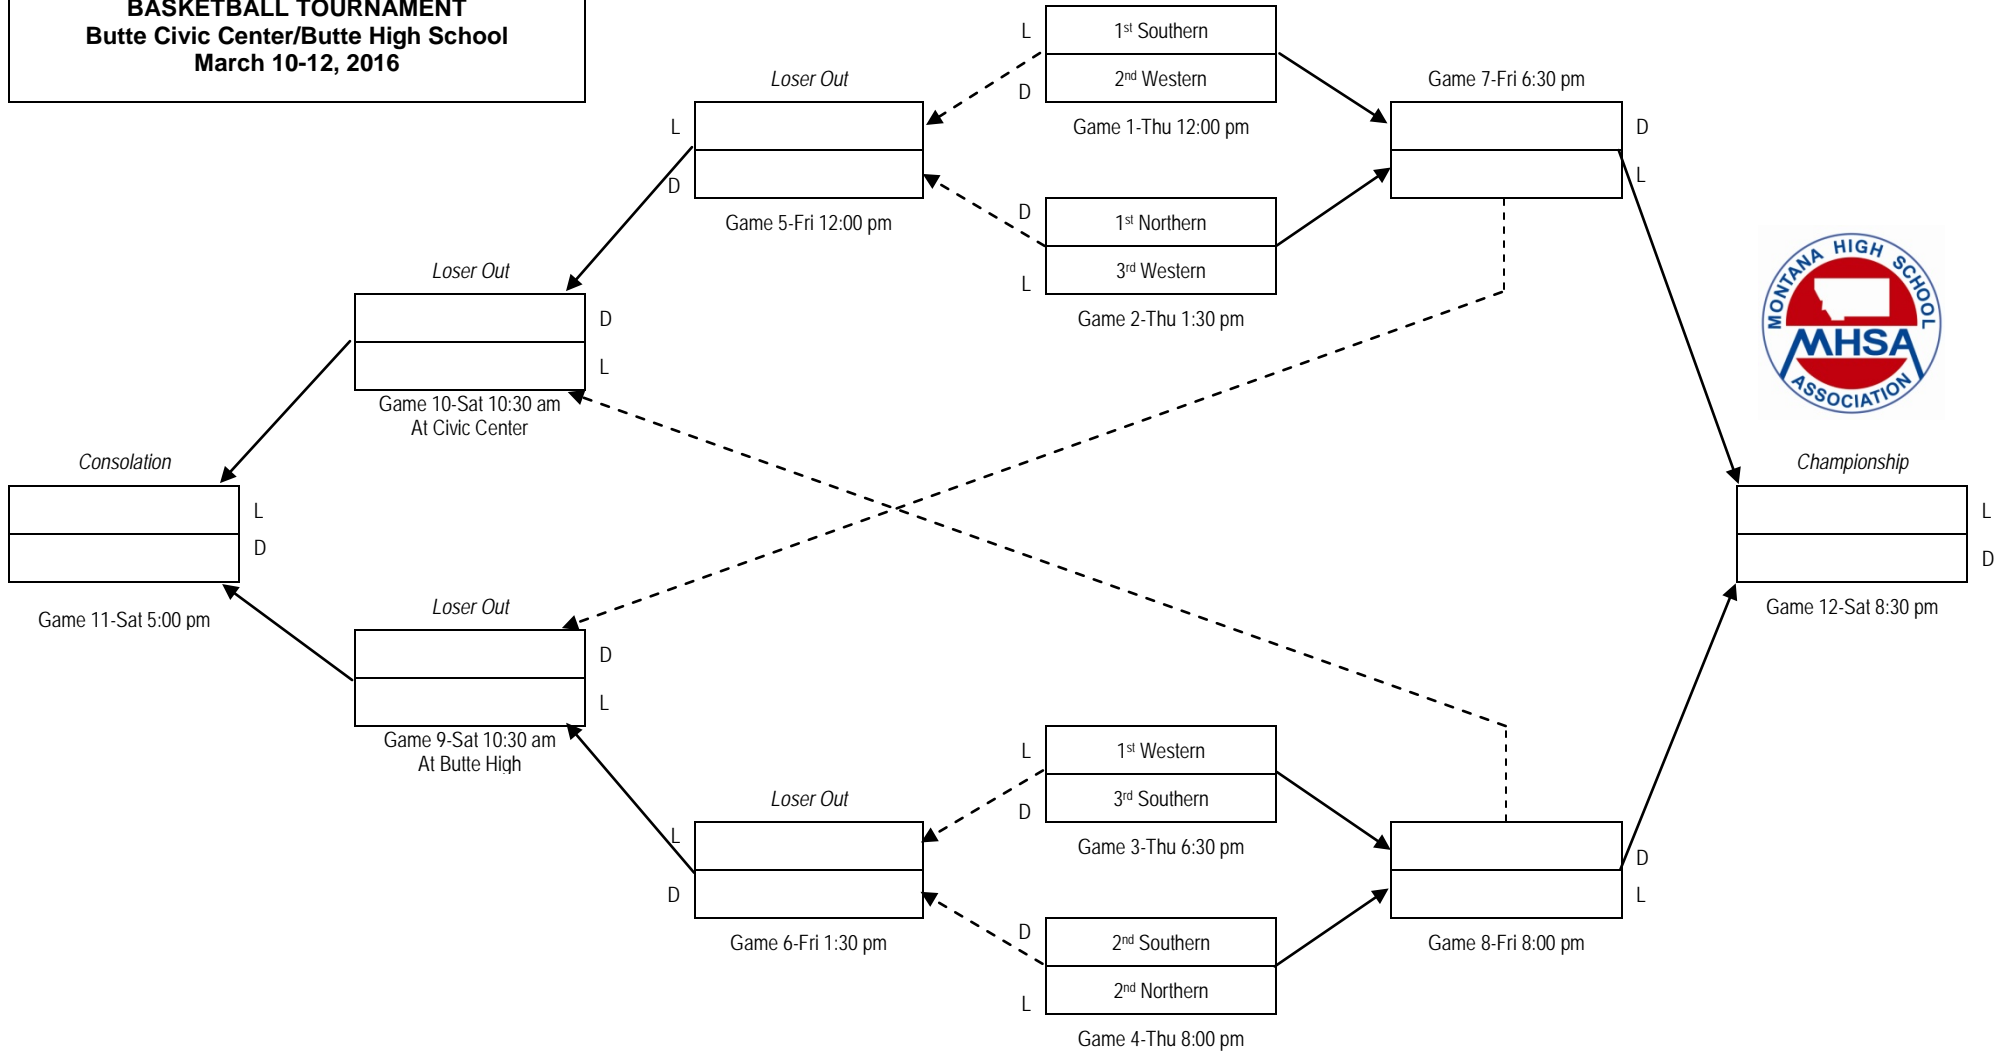 BASKETBALL TOURNAMENT
Butte Civic Center/Butte High School
March 10-12, 2016
L
1st Southern
D
2nd Western
Game 1-Thu 12:00 pm
Loser Out
L
D
Game 5-Fri 12:00 pm
Game 7-Fri 6:30 pm
D
L
D
1st Northern
L
3rd Western
Game 2-Thu 1:30 pm
MONTANA HIGH SCHOOL
MHSA
ASSOCIATION
Loser Out
D
L
Game 10-Sat 10:30 am
At Civic Center
Consolation
L
D
Game 11-Sat 5:00 pm
Championship
L
D
Game 12-Sat 8:30 pm
Loser Out
D
L
Game 9-Sat 10:30 am
At Butte High
L
1st Western
D
3rd Southern
Game 3-Thu 6:30 pm
Loser Out
L
D
Game 6-Fri 1:30 pm
D
L
Game 8-Fri 8:00 pm
D
2nd Southern
L
2nd Northern
Game 4-Thu 8:00 pm